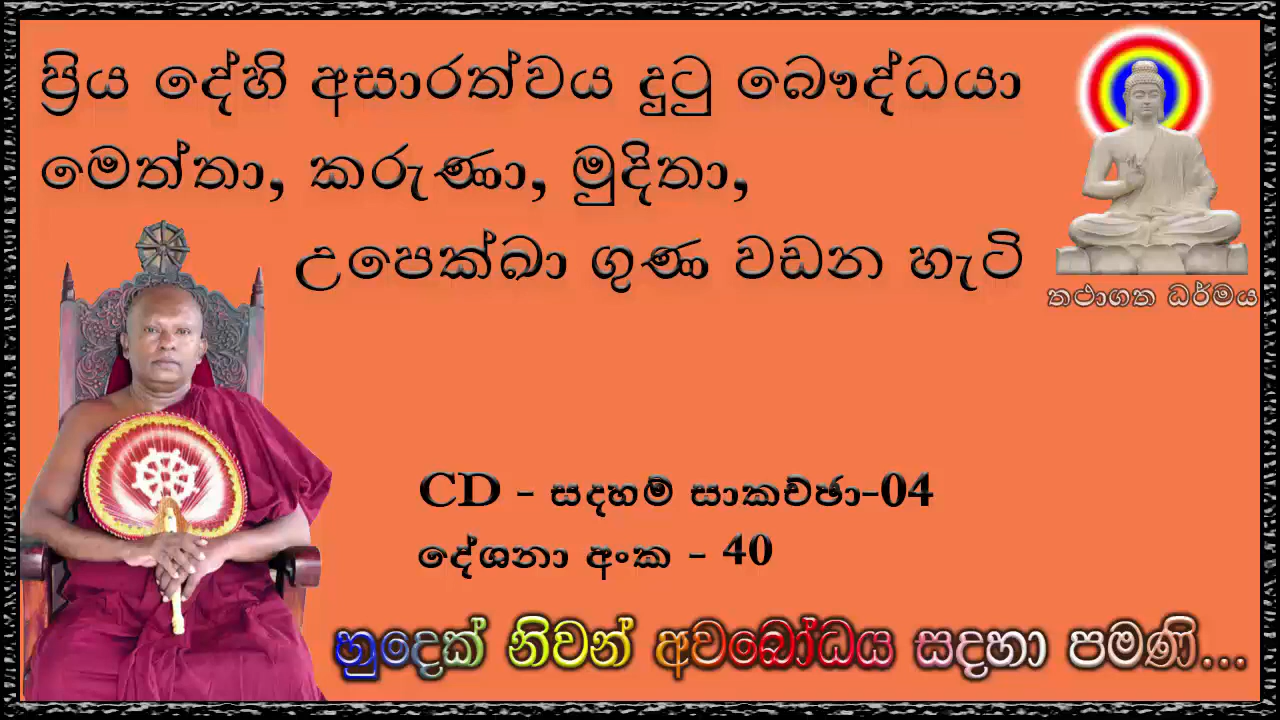 ප්‍රිය දේහි අසාරත්වය දුටු බෞද්ධයා
මෙත්තා, කරුණා, මුදිතා,
උපෙක්ඛා ගුණ වඩන හැටි
තථාගත ධර්මය
CD - සදහම් සාකච්ඡා-04
දේශනා අංක - 40
හුදෙක් නිවන් අවබෝධය සදහා පමණි...